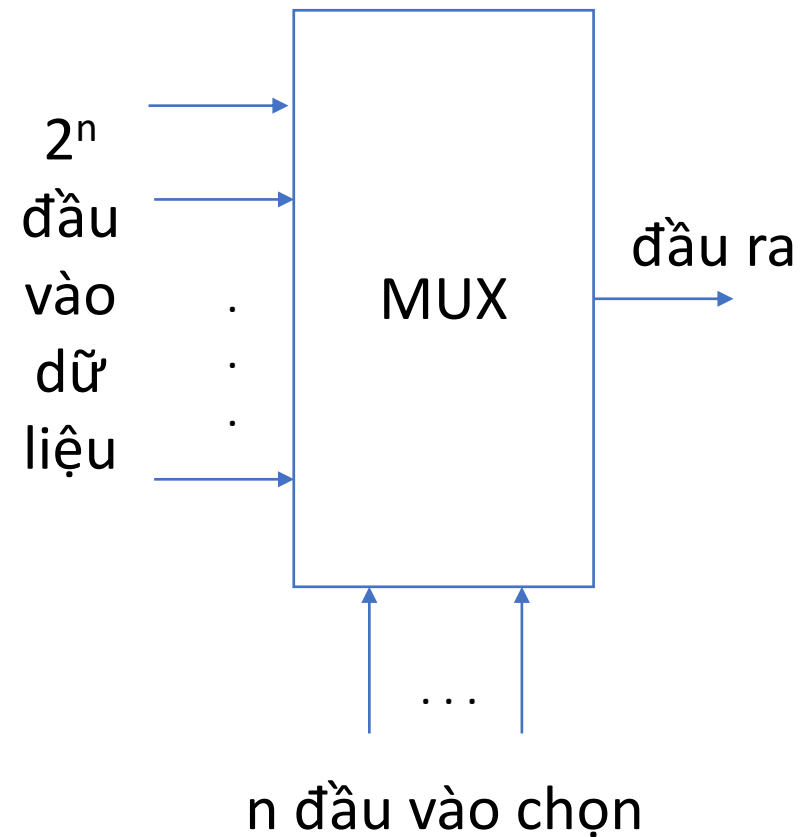 2ⁿ
đầu
vào
dữ
liệu
.
.
.
MUX
đầu ra
. . .
n đầu vào chọn